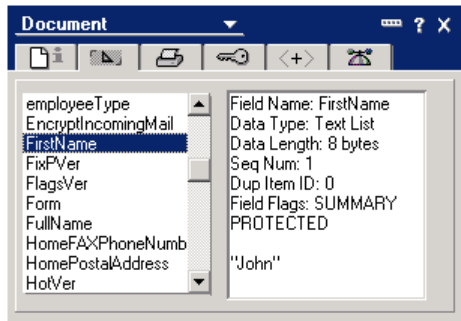 Document
? X
i <+>
employeeType
EncryptIncomingMail
FirstName
FixPVer
FlagsVer
Form
FullName
HomeFAXPhoneNumb
HomePostalAddress
HotVer
Field Name: FirstName
Data Type: Text List
Data Length: 8 bytes
Seq Num: 1
Dup Item ID: 0
Field Flags: SUMMARY
PROTECTED
"John"